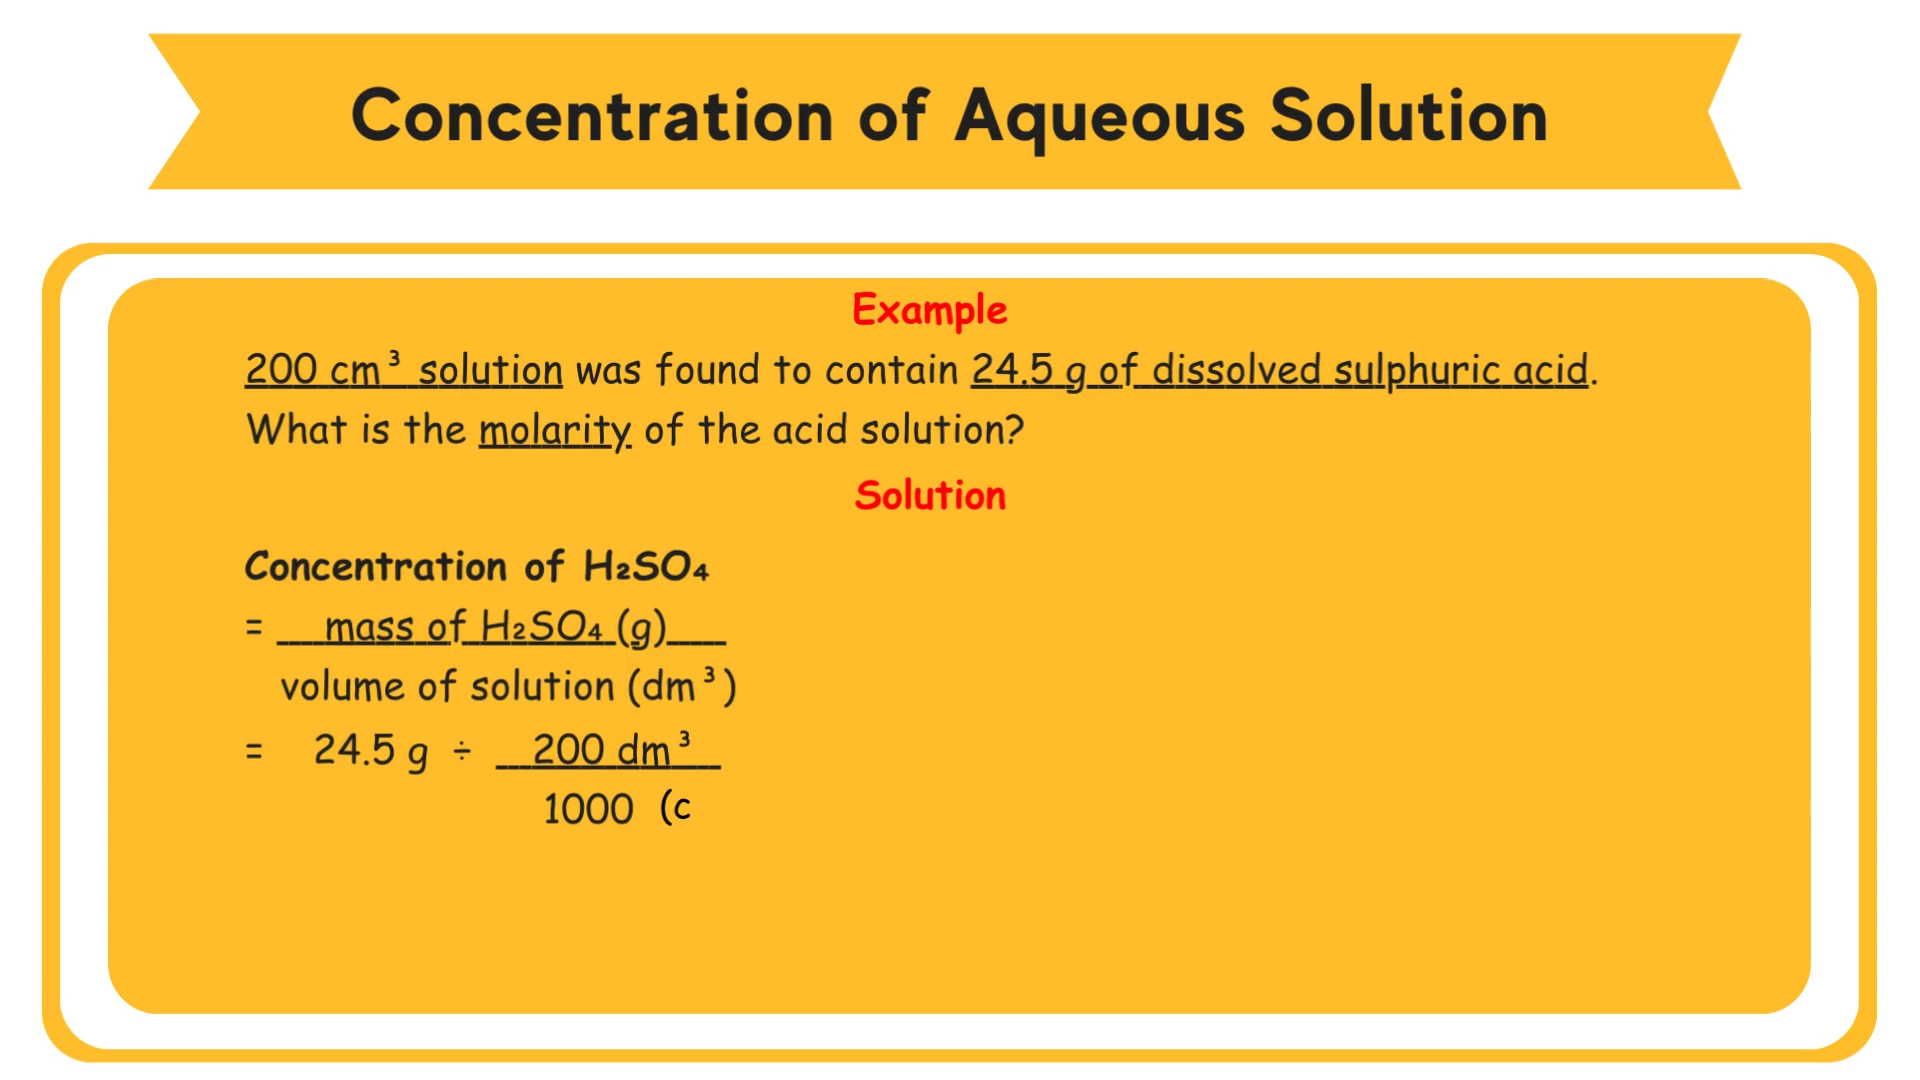 Concentration of Aqueous Solution
Example
200 cm³ solution was found to contain 24.5 g of dissolved sulphuric acid.
What is the molarity of the acid solution?
Solution
Concentration of H₂SO₄
= mass of H₂SO₄ (g)
volume of solution (dm³)
= 24.5 g ÷ 200 dm³
1000 (c